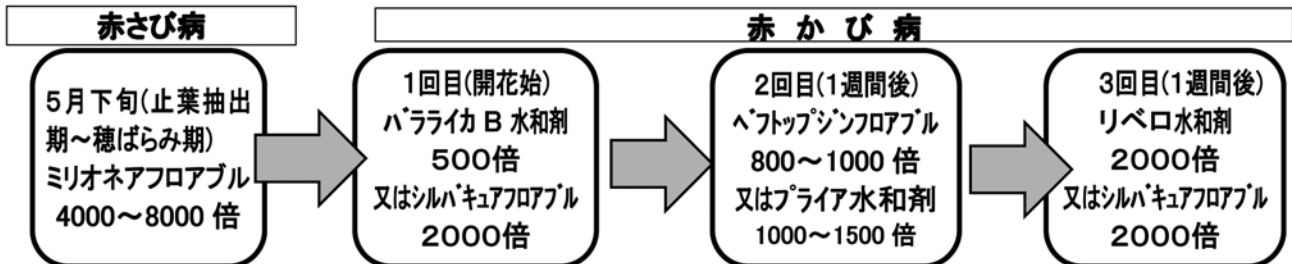 赤さび病
赤かび病
5月下旬(止葉抽出
期～穂ばらみ期)
ミリオネアフロアブル
4000～8000 倍
1回目(開花始)
バラライカ B 水和剤
500倍
又はシルバキュアフロアブル
2000倍
2回目(1週間後)
ベフトップジンフロアブル
800～1000 倍
又はプライア水和剤
1000～1500 倍
3回目(1週間後)
リベロ水和剤
2000倍
又はシルバキュアフロアブル
2000倍